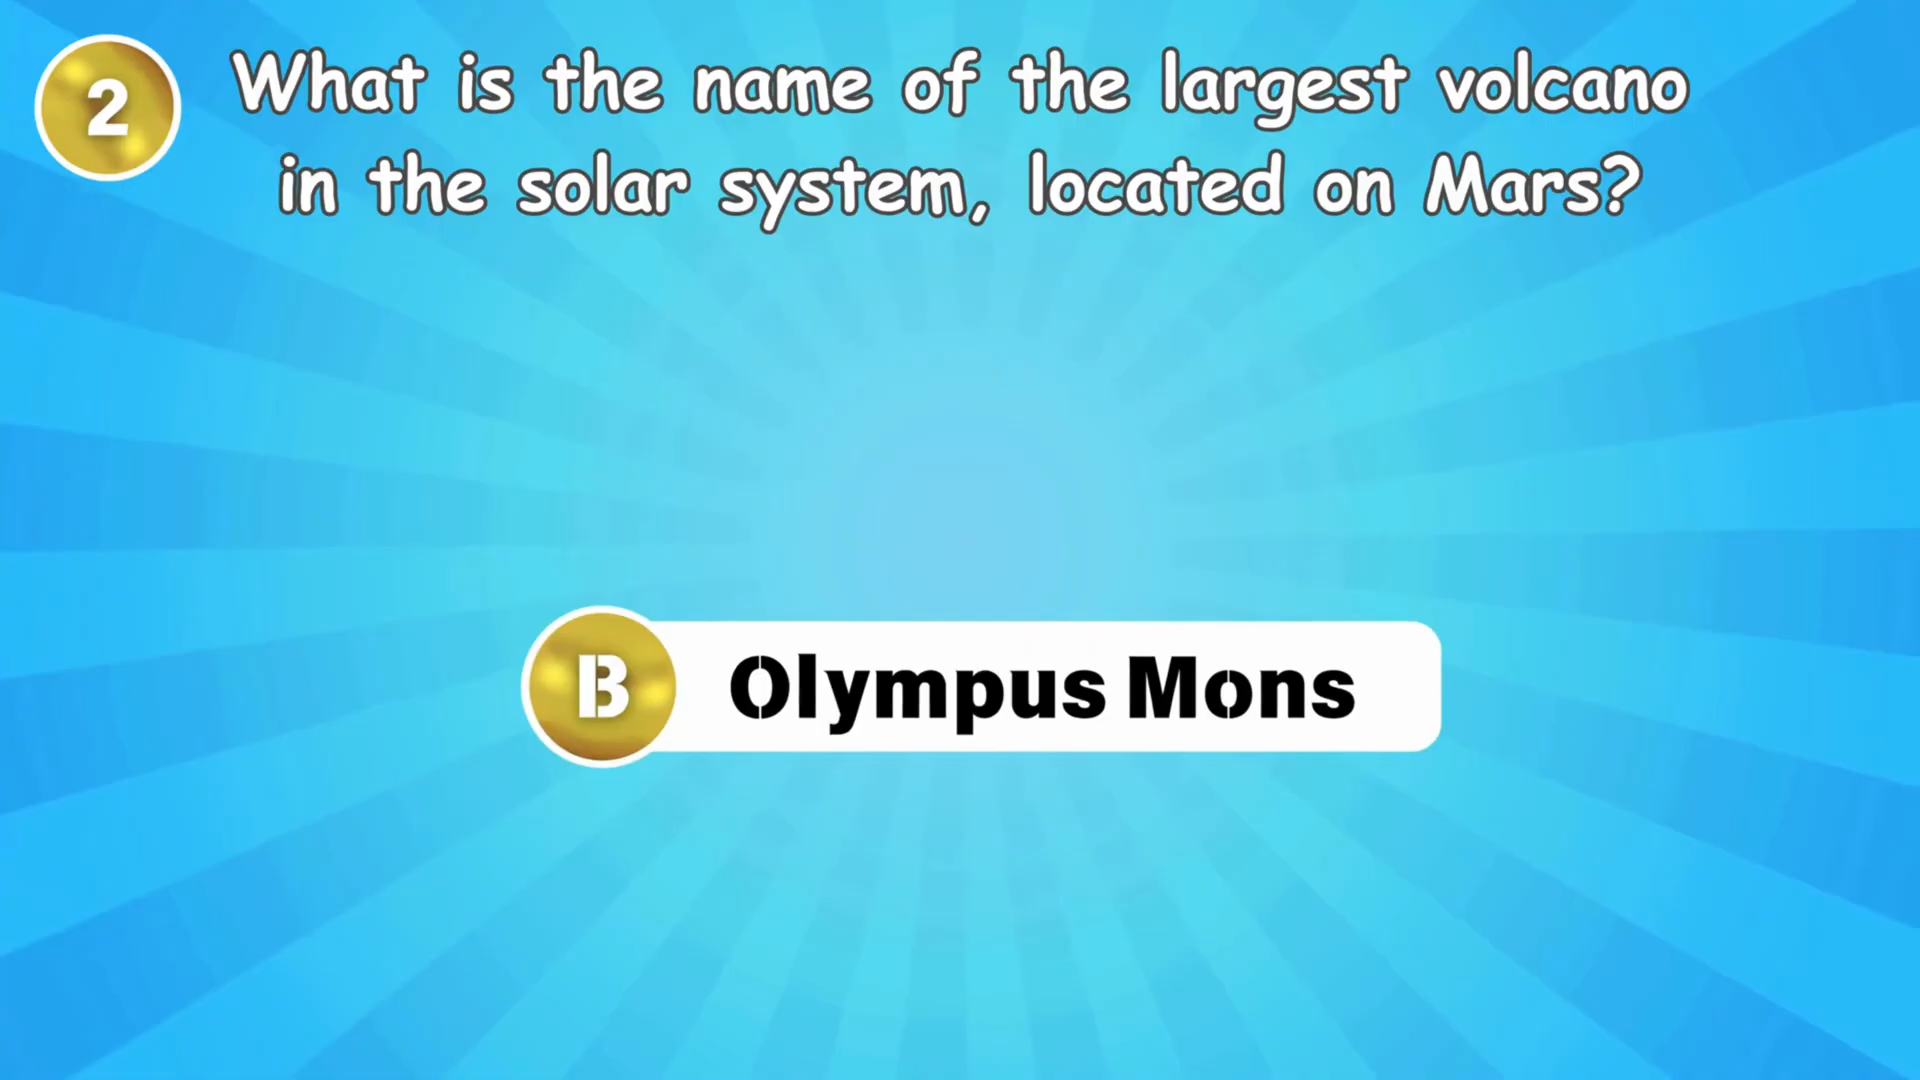 2
What is the name of the largest volcano
in the solar system, located on Mars?
B Olympus Mons